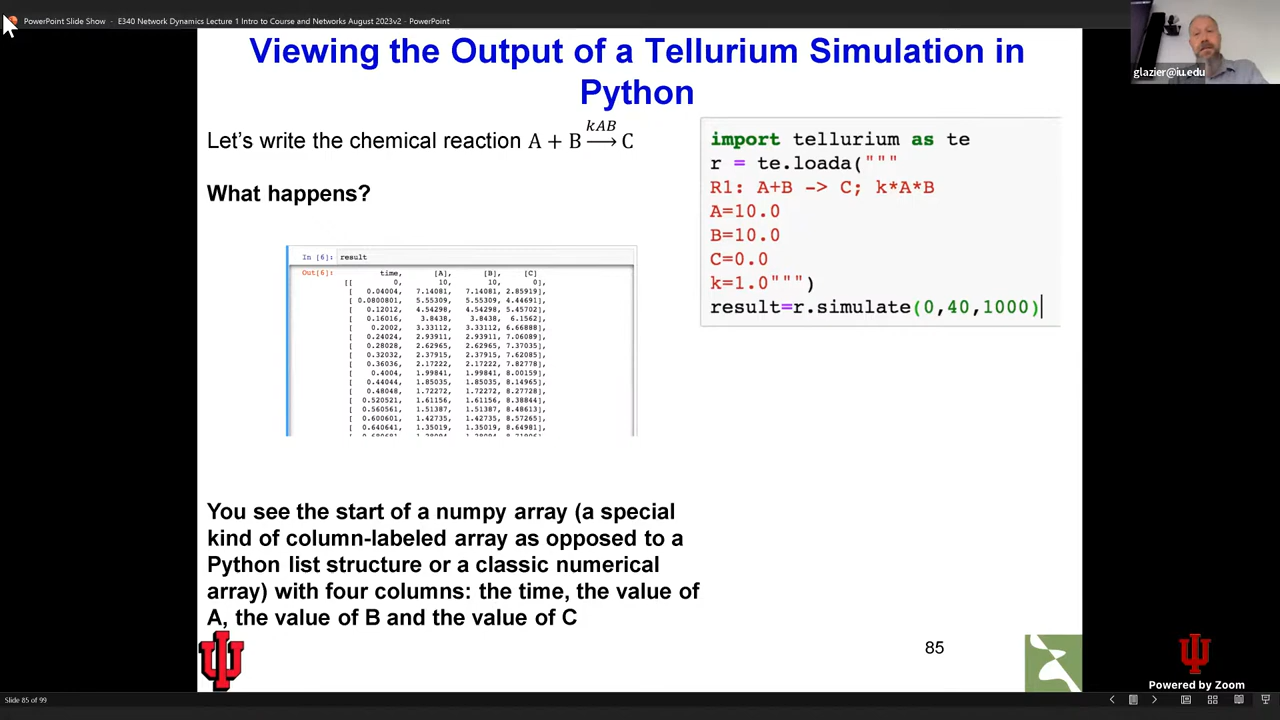 PowerPoint Slide Show - E340 Network Dynamics Lecture 1 Intro to Course and Networks August 2023v2 - PowerPoint
glazier@iu.edu
Viewing the Output of a Tellurium Simulation in
Python
Let's write the chemical reaction A + B kAB → C
What happens?
import tellurium as te
r = te.loada("""
R1: A+B -> C; k*A*B
A=10.0
B=10.0
C=0.0
k=1.0""")
result=r.simulate(0,40,1000)
In [6]: result
Out[6]: time, [A], [B], [C]
[[ 0, 10, 10, 0],
[ 0.04004, 7.14081, 7.14081, 2.85919],
[ 0.0800801, 5.55309, 5.55309, 4.44691],
[ 0.12012, 4.54298, 4.54298, 5.45702],
[ 0.16016, 3.8438, 3.8438, 6.1562],
[ 0.2002, 3.33112, 3.33112, 6.66888],
[ 0.24024, 2.93911, 2.93911, 7.06089],
[ 0.28028, 2.62965, 2.62965, 7.37035],
[ 0.32032, 2.37915, 2.37915, 7.62085],
[ 0.36036, 2.17222, 2.17222, 7.82778],
[ 0.4004, 1.99841, 1.99841, 8.00159],
[ 0.44044, 1.85035, 1.85035, 8.14965],
[ 0.48048, 1.72272, 1.72272, 8.27728],
[ 0.520521, 1.61156, 1.61156, 8.38844],
[ 0.560561, 1.51387, 1.51387, 8.48613],
[ 0.600601, 1.42735, 1.42735, 8.57265],
[ 0.640641, 1.35019, 1.35019, 8.64981],
You see the start of a numpy array (a special
kind of column-labeled array as opposed to a
Python list structure or a classic numerical
array) with four columns: the time, the value of
A, the value of B and the value of C
85
Powered by Zoom
Slide 85 of 99